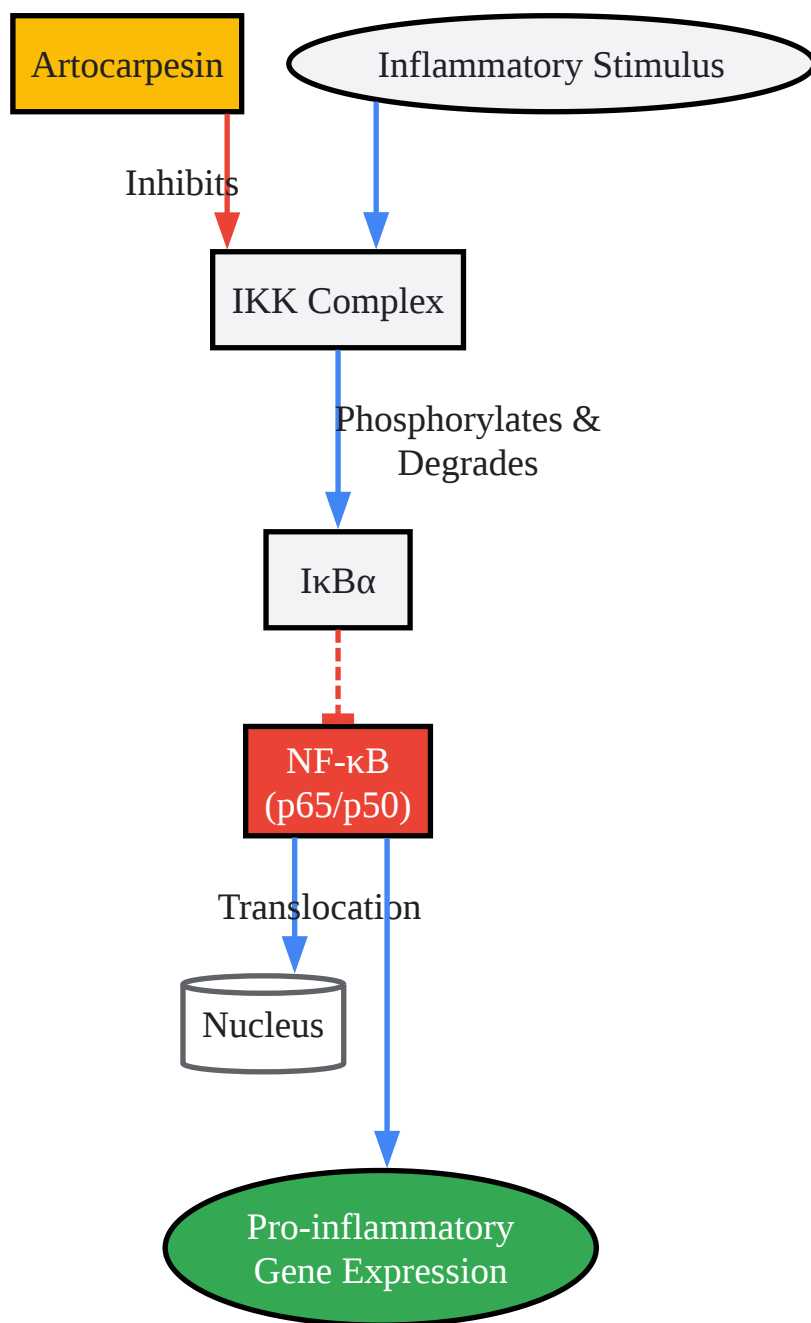 Artocarpesin
Inflammatory Stimulus
Inhibits
IKK Complex
Phosphorylates &
Degrades
IκBα
NF-κB
(p65/p50)
Translocation
Nucleus
Pro-inflammatory
Gene Expression